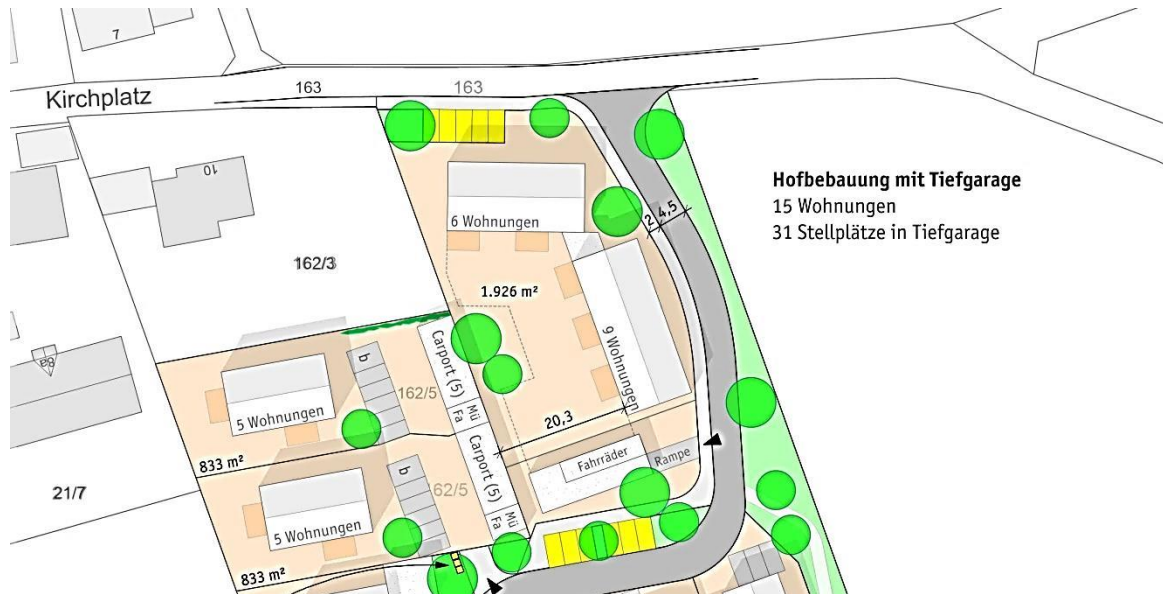 7
163
163
Kirchplatz
10
Hofbebauung mit Tiefgarage
15 Wohnungen
31 Stellplätze in Tiefgarage
2
4,5
6 Wohnungen
162/3
1.926 m²
9 Wohnungen
8a
b
Carport (5)
162/5
5 Wohnungen
Fa
Mü
20,3
833 m²
Fahrräder
Rampe
b
Carport (5)
62/5
21/7
5 Wohnungen
Fa
Mü
833 m²